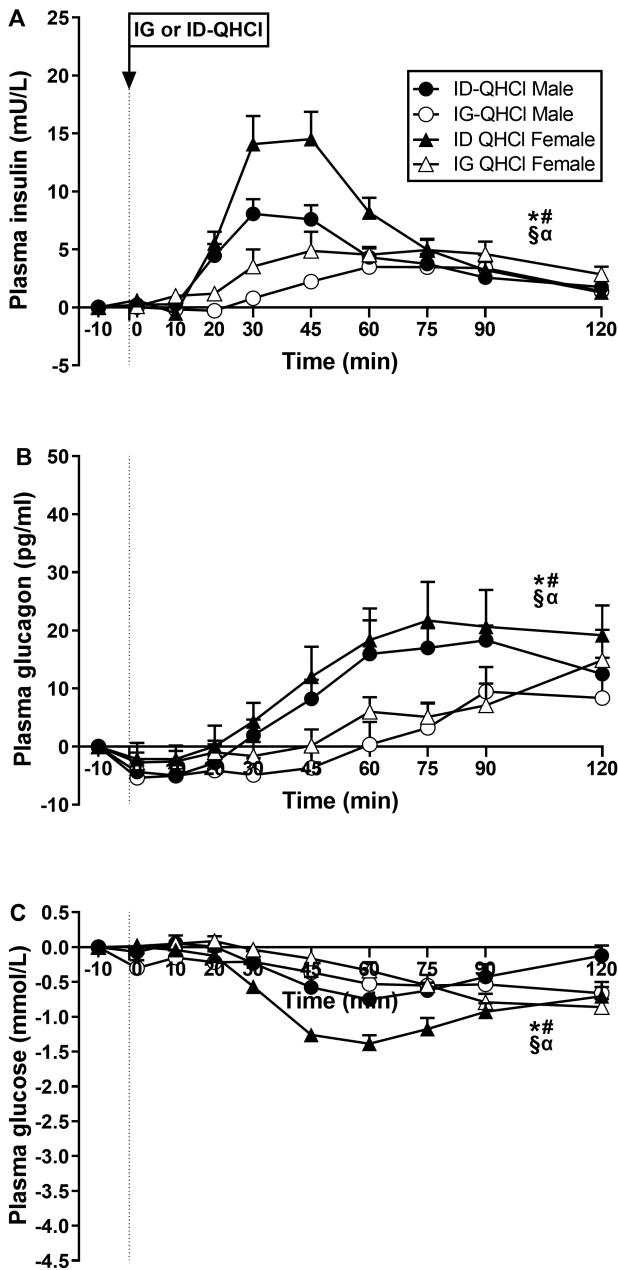 A
IG or ID-QHCl
Plasma insulin (mU/L)
25
20
15
10
5
0
-5
ID-QHCl Male
IG-QHCl Male
ID QHCl Female
IG QHCl Female
*#
§α
-10 0 10 20 30 45 60 75 90 120
Time (min)
B
Plasma glucagon (pg/ml)
50
40
30
20
10
0
-10
*#
§α
-10 0 10 20 30 45 60 75 90 120
Time (min)
C
Plasma glucose (mmol/L)
0.5
0.0
-0.5
-1.0
-1.5
-2.0
-2.5
-3.0
-3.5
-4.0
-4.5
-10 0 10 20 30 45 60 75 90 120
Time (min)
*#
§α